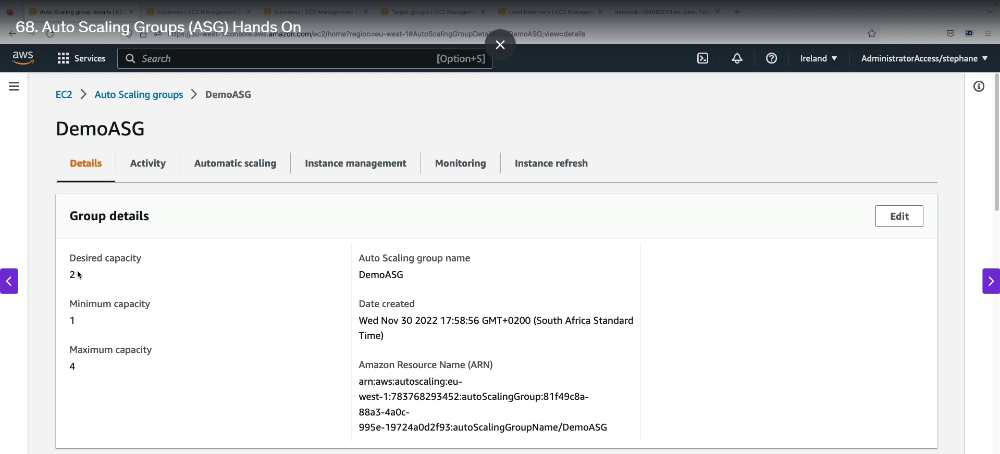 Auto Scaling group details | EC2
Instances | EC2 Management C
Instances | EC2 Management C
Target groups | EC2 Manageme
Load balancers | EC2 Managem
demoalb-794062051.eu-west-1.elb
68. Auto Scaling Groups (ASG) Hands On
https://eu-west-1.console.aws.amazon.com/ec2/home?region=eu-west-1#AutoScalingGroupDetails:id=DemoASG;view=details
aws
Services
Search
[Option+S]
Ireland
AdministratorAccess/stephane
EC2 > Auto Scaling groups > DemoASG
DemoASG
Details
Activity
Automatic scaling
Instance management
Monitoring
Instance refresh
Group details
Edit
Desired capacity
2
Minimum capacity
1
Maximum capacity
4
Auto Scaling group name
DemoASG
Date created
Wed Nov 30 2022 17:58:56 GMT+0200 (South Africa Standard
Time)
Amazon Resource Name (ARN)
arn:aws:autoscaling:eu-
west-1:783768293452:autoScalingGroup:81f49c8a-
88a3-4a0c-
995e-19724a0d2f93:autoScalingGroupName/DemoASG